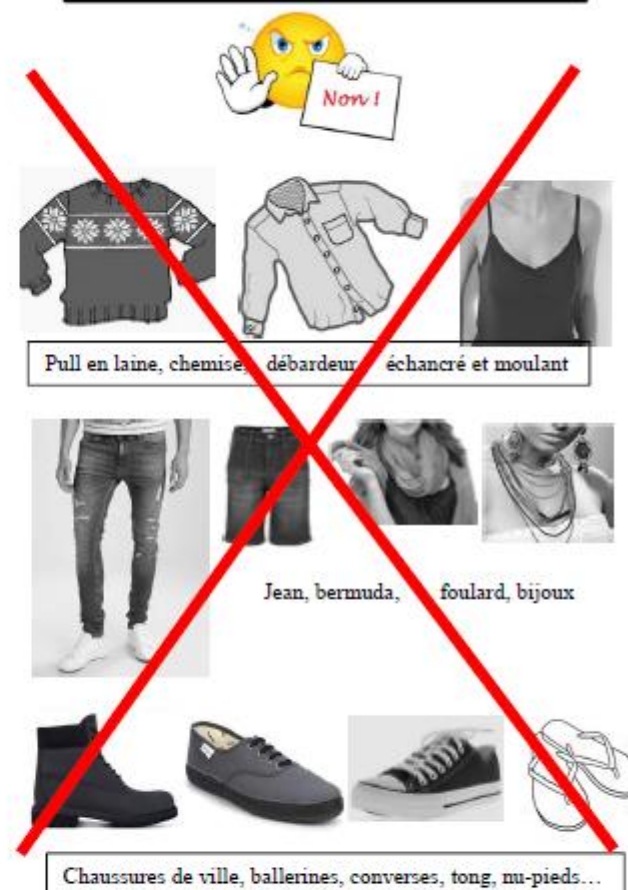 Non !
Pull en laine, chemise, débardeur échancré et moulant
Jean, bermuda, foulard, bijoux
Chaussures de ville, ballerines, converses, tong, nu-pieds…